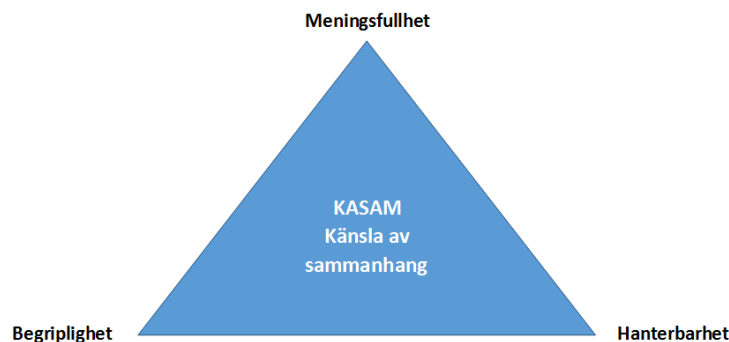 Meningsfullhet
KASAM
Känsla av
sammanhang
Begriplighet
Hanterbarhet